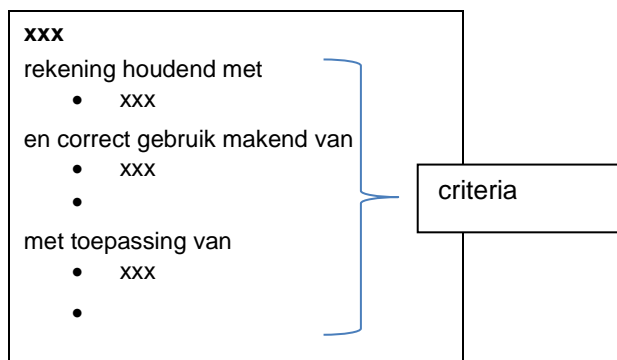 xxx
rekening houdend met
• xxx
en correct gebruik makend van
• xxx
•
met toepassing van
• xxx
•
criteria